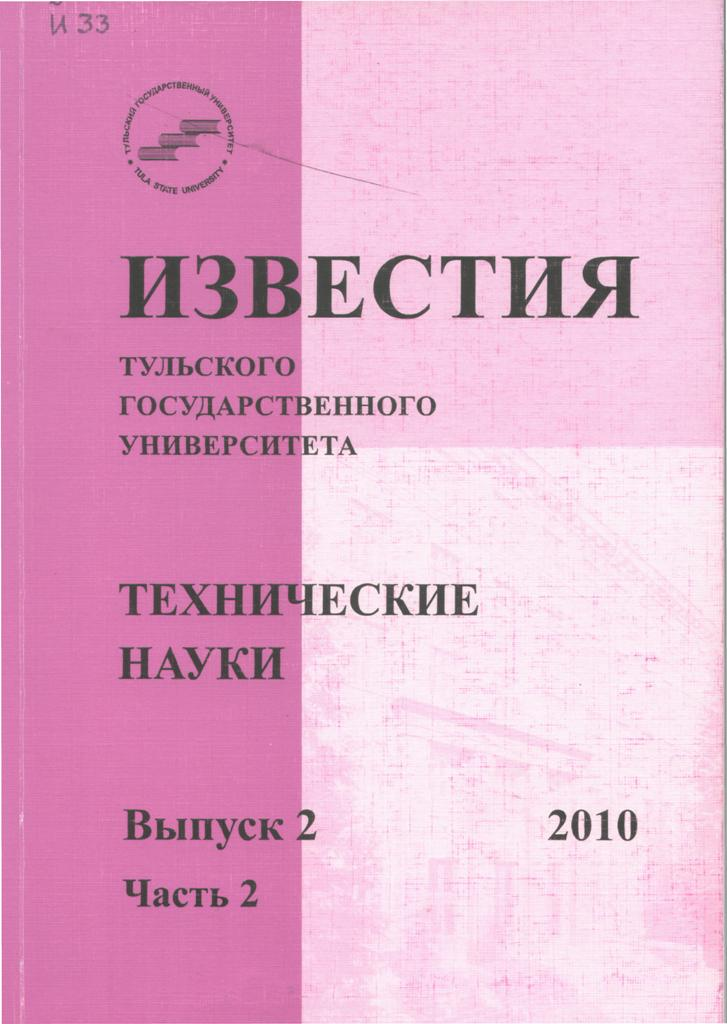 И 33
ТУЛЬСКИЙ ГОСУДАРСТВЕННЫЙ УНИВЕРСИТЕТ
TULA STATE UNIVERSITY
ИЗВЕСТИЯ
ТУЛЬСКОГО
ГОСУДАРСТВЕННОГО
УНИВЕРСИТЕТА
ТЕХНИЧЕСКИЕ
НАУКИ
Выпуск 2 2010
Часть 2